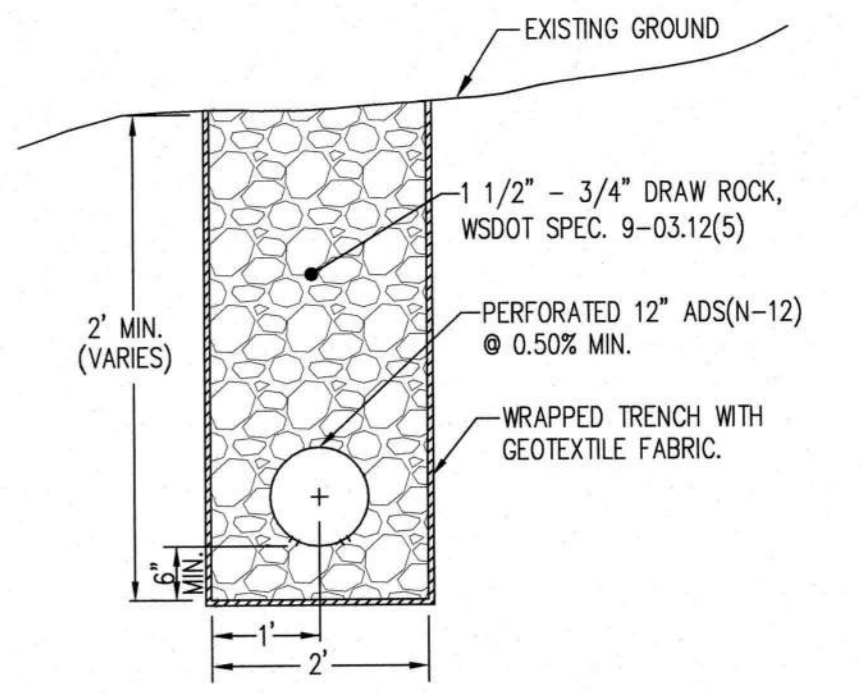 EXISTING GROUND
1 1/2" - 3/4" DRAW ROCK,
WSDOT SPEC. 9-03.12(5)
2' MIN.
(VARIES)
PERFORATED 12" ADS(N-12)
@ 0.50% MIN.
WRAPPED TRENCH WITH
GEOTEXTILE FABRIC.
6"
MIN.
1'
2'